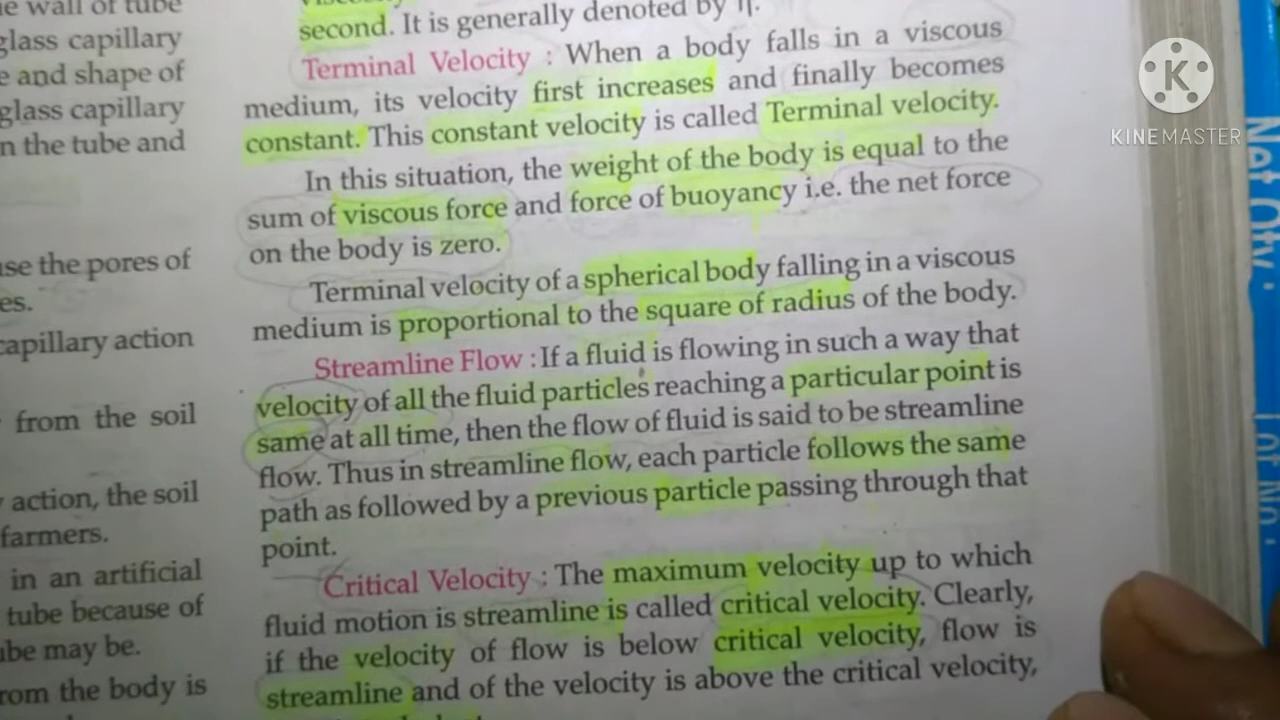 e wall of tube
glass capillary
e and shape of
glass capillary
n the tube and
use the pores of
es.
capillary action
from the soil
action, the soil
farmers.
in an artificial
tube because of
ube may be.
rom the body is
second. It is generally denoted by η.
Terminal Velocity : When a body falls in a viscous
medium, its velocity first increases and finally becomes
constant. This constant velocity is called Terminal velocity.
In this situation, the weight of the body is equal to the
sum of viscous force and force of buoyancy i.e. the net force
on the body is zero.
Terminal velocity of a spherical body falling in a viscous
medium is proportional to the square of radius of the body.
Streamline Flow : If a fluid is flowing in such a way that
velocity of all the fluid particles reaching a particular point is
same at all time, then the flow of fluid is said to be streamline
flow. Thus in streamline flow, each particle follows the same
path as followed by a previous particle passing through that
point.
Critical Velocity : The maximum velocity up to which
fluid motion is streamline is called critical velocity. Clearly,
if the velocity of flow is below critical velocity, flow is
streamline and of the velocity is above the critical velocity,
K
KINEMASTER
Net Qty.
Lot No.